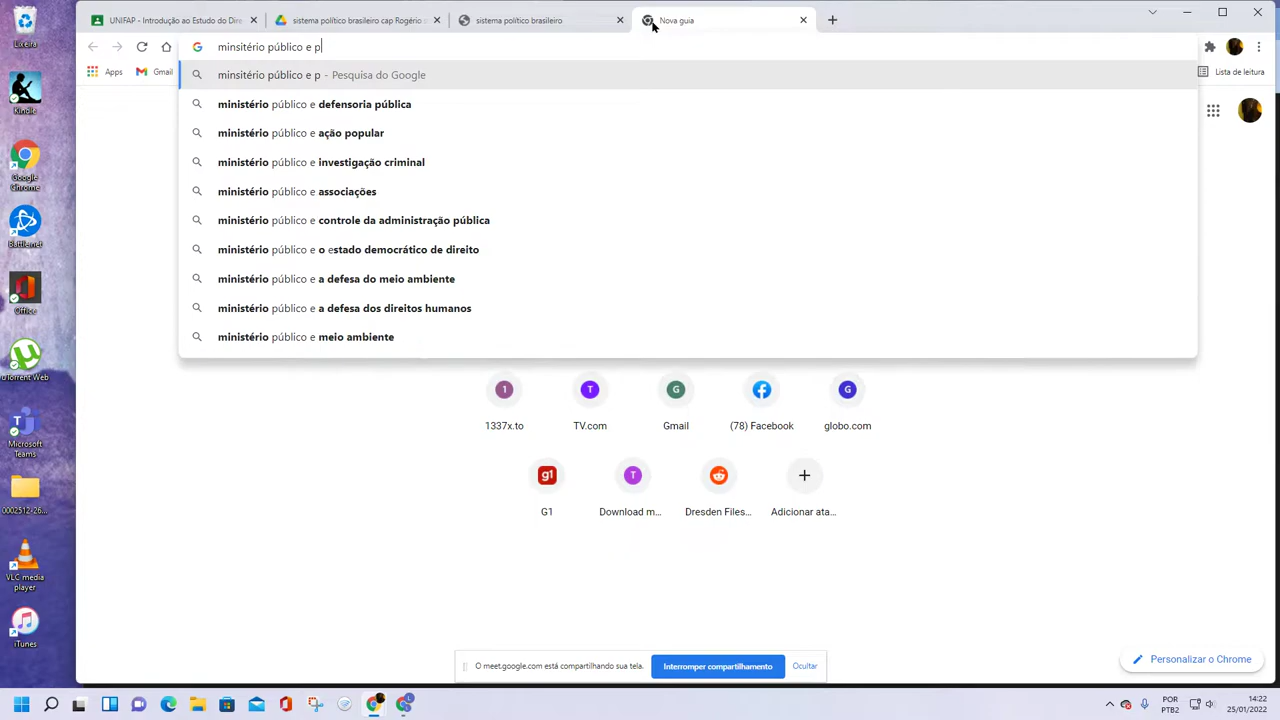 UNIFAP - Introdução ao Estudo do Dire
sistema político brasileiro cap Rogério e
sistema político brasileiro
Nova guia
minsitério público e p
Apps
Gmail
Lista de leitura
minsitério público e p - Pesquisa do Google
ministério público e defensoria pública
ministério público e ação popular
ministério público e investigação criminal
ministério público e associações
ministério público e controle da administração pública
ministério público e o estado democrático de direito
ministério público e a defesa do meio ambiente
ministério público e a defesa dos direitos humanos
ministério público e meio ambiente
1337x.to
TV.com
Gmail
(78) Facebook
globo.com
G1
Download m...
Dresden Files...
Adicionar ata...
Lixeira
Kindle
Google
Chrome
Battle.net
Office
uTorrent Web
Microsoft
Teams
0002512-26...
VLC media
player
iTunes
O meet.google.com está compartilhando sua tela.
Interromper compartilhamento
Ocultar
Personalizar o Chrome
POR
PTB2
14:22
25/01/2022